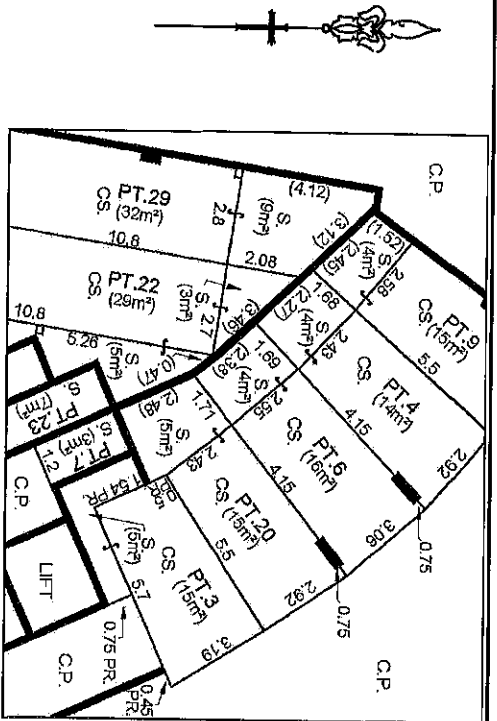 C.P.
(4.12)
S.
(9m²)
2.8
PT.29
CS. (32m²)
10.8
2.08
PT.22
CS. (29m²)
S.
(3m²)
2.7
10.8
5.26
S.
(5m²)
(0.47)
(3.12)
(1.52)
S.
(4m²)
(2.45)
2.58
PT.9
CS. (15m²)
5.5
1.68
(2.27)
S.
(4m²)
2.43
PT.4
CS. (14m²)
2.92
4.15
(3.46)
1.69
(2.38)
S.
(4m²)
2.55
PT.6
CS. (16m²)
0.75
3.06
4.15
1.71
(2.48)
S.
(5m²)
2.43
PT.20
CS. (15m²)
0.75
2.92
5.5
PT.3
CS. (15m²)
3.19
5.7
S.
(5m²)
1.54 PR.
PT.23
S.
(7m²)
PT.7
S. (3m²)
1.2
C.P.
LIFT
C.P.
0.75 PR.
0.45
PR.
C.P.